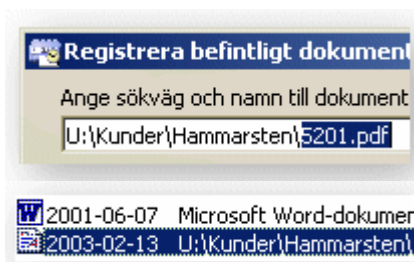 Registrera befintligt dokument
Ange sökväg och namn till dokument
U:\Kunder\Hammarsten\5201.pdf
2001-06-07 Microsoft Word-dokumen
2003-02-13 U:\Kunder\Hammarsten\